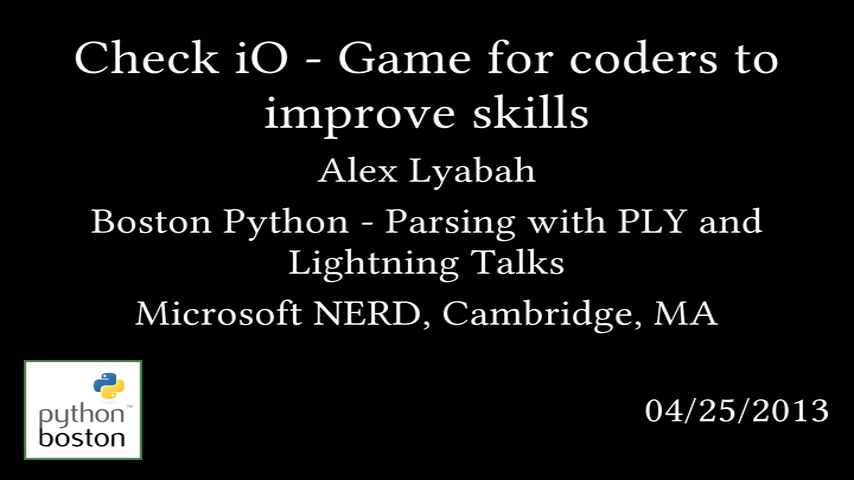 Check iO - Game for coders to
improve skills
Alex Lyabah
Boston Python - Parsing with PLY and
Lightning Talks
Microsoft NERD, Cambridge, MA
python™
boston
04/25/2013